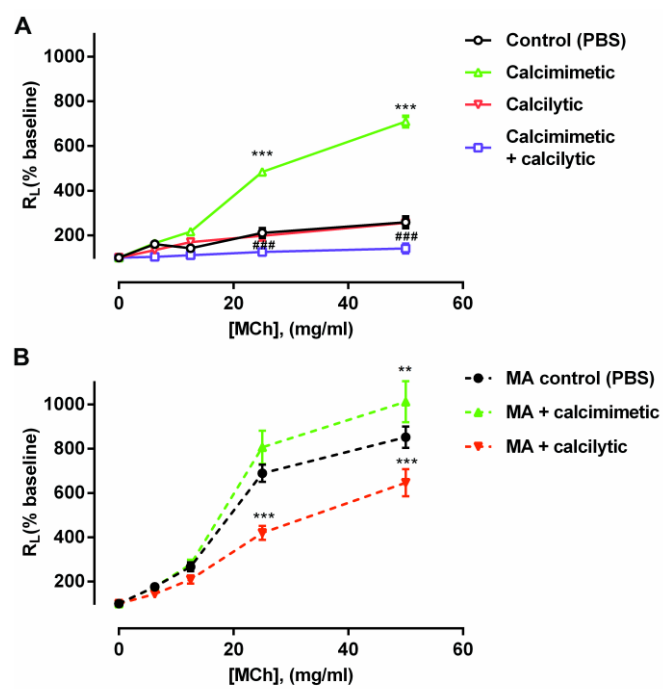 A
Control (PBS)
Calcimimetic
Calcilytic
Calcimimetic
+ calcilytic
RL(% baseline)
1000
800
600
400
200
***
***
###
###
0
20
40
60
[MCh], (mg/ml)
B
MA control (PBS)
MA + calcimimetic
MA + calcilytic
RL(% baseline)
1000
800
600
400
200
**
***
***
0
20
40
60
[MCh], (mg/ml)